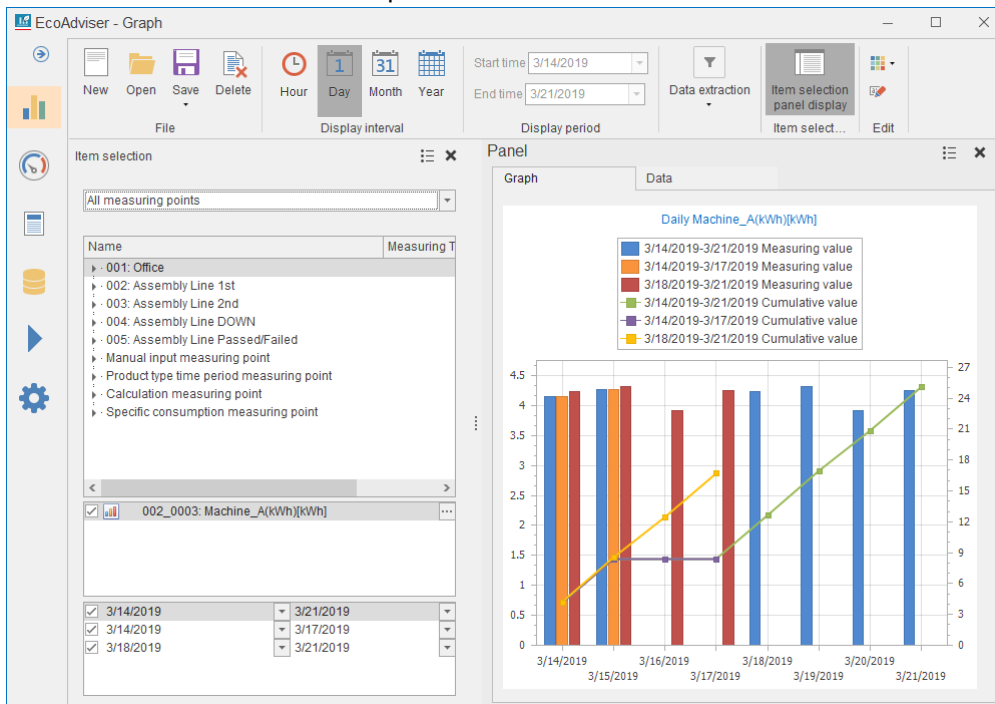 EcoAdviser - Graph
New Open Save Delete Hour Day Month Year Start time 3/14/2019 End time 3/21/2019 Data extraction Item selection panel display
1 31
File Display interval Display period Item select... Edit
Item selection
All measuring points
Name Measuring T
001: Office
002: Assembly Line 1st
003: Assembly Line 2nd
004: Assembly Line DOWN
005: Assembly Line Passed/Failed
Manual input measuring point
Product type time period measuring point
Calculation measuring point
Specific consumption measuring point
002_0003: Machine_A(kWh)[kWh]
3/14/2019 3/21/2019
3/14/2019 3/17/2019
3/18/2019 3/21/2019
Panel
Graph Data
Daily Machine_A(kWh)[kWh]
3/14/2019-3/21/2019 Measuring value
3/14/2019-3/17/2019 Measuring value
3/18/2019-3/21/2019 Measuring value
3/14/2019-3/21/2019 Cumulative value
3/14/2019-3/17/2019 Cumulative value
3/18/2019-3/21/2019 Cumulative value
27
4.5
24
4
21
3.5
18
3
15
2.5
12
2
9
1.5
6
1
3
0.5
0 0
3/14/2019 3/16/2019 3/18/2019 3/20/2019
3/15/2019 3/17/2019 3/19/2019 3/21/2019